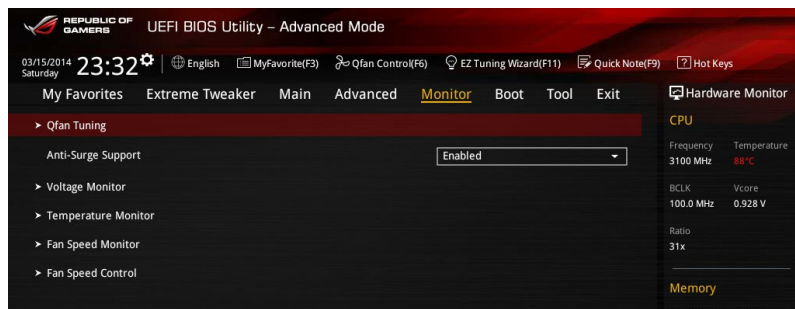 REPUBLIC OF GAMERS UEFI BIOS Utility – Advanced Mode
03/15/2014 Saturday 23:32 English MyFavorite(F3) Qfan Control(F6) EZ Tuning Wizard(F11) Quick Note(F9) ? Hot Keys
My Favorites Extreme Tweaker Main Advanced Monitor Boot Tool Exit Hardware Monitor
> Qfan Tuning
Anti-Surge Support Enabled
> Voltage Monitor
> Temperature Monitor
> Fan Speed Monitor
> Fan Speed Control
CPU
Frequency Temperature
3100 MHz 88°C
BCLK Vcore
100.0 MHz 0.928 V
Ratio
31x
Memory